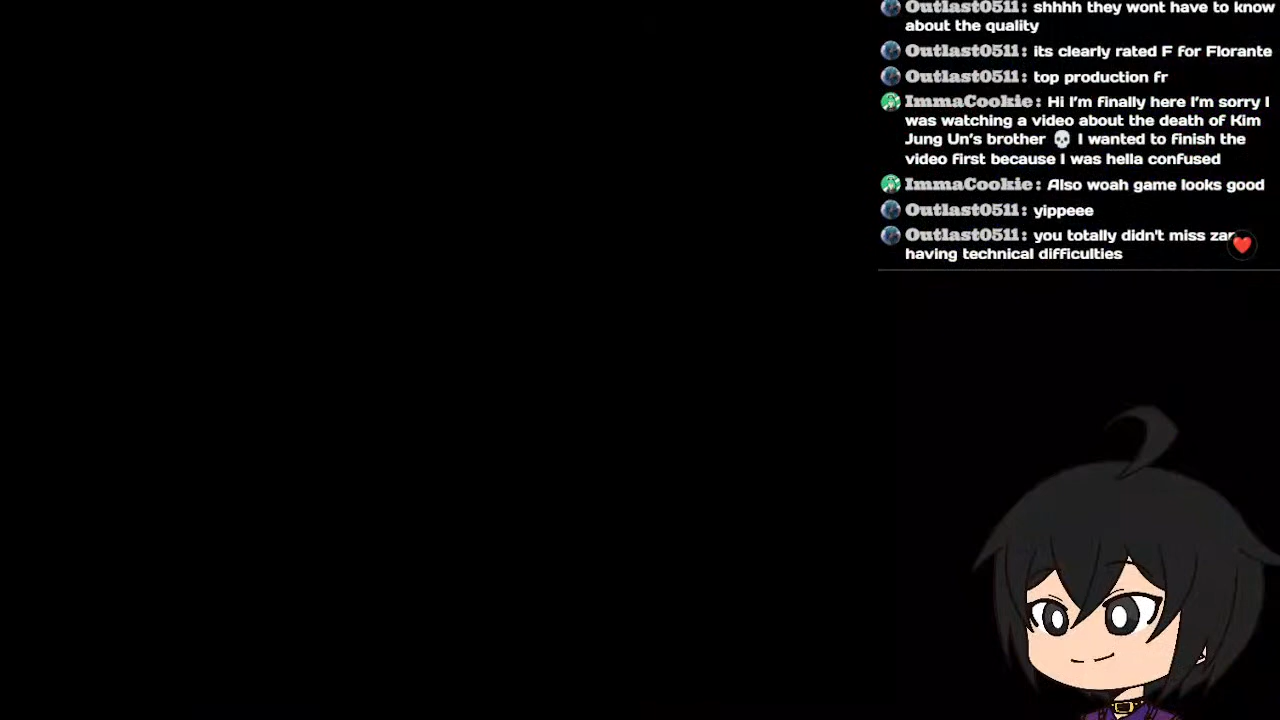 Outlast0511: shhhh they wont have to know
about the quality
Outlast0511: its clearly rated F for Florante
Outlast0511: top production fr
ImmaCookie: Hi I'm finally here I'm sorry I
was watching a video about the death of Kim
Jung Un's brother 💀 I wanted to finish the
video first because I was hella confused
ImmaCookie: Also woah game looks good
Outlast0511: yippeee
Outlast0511: you totally didn't miss
having technical difficulties